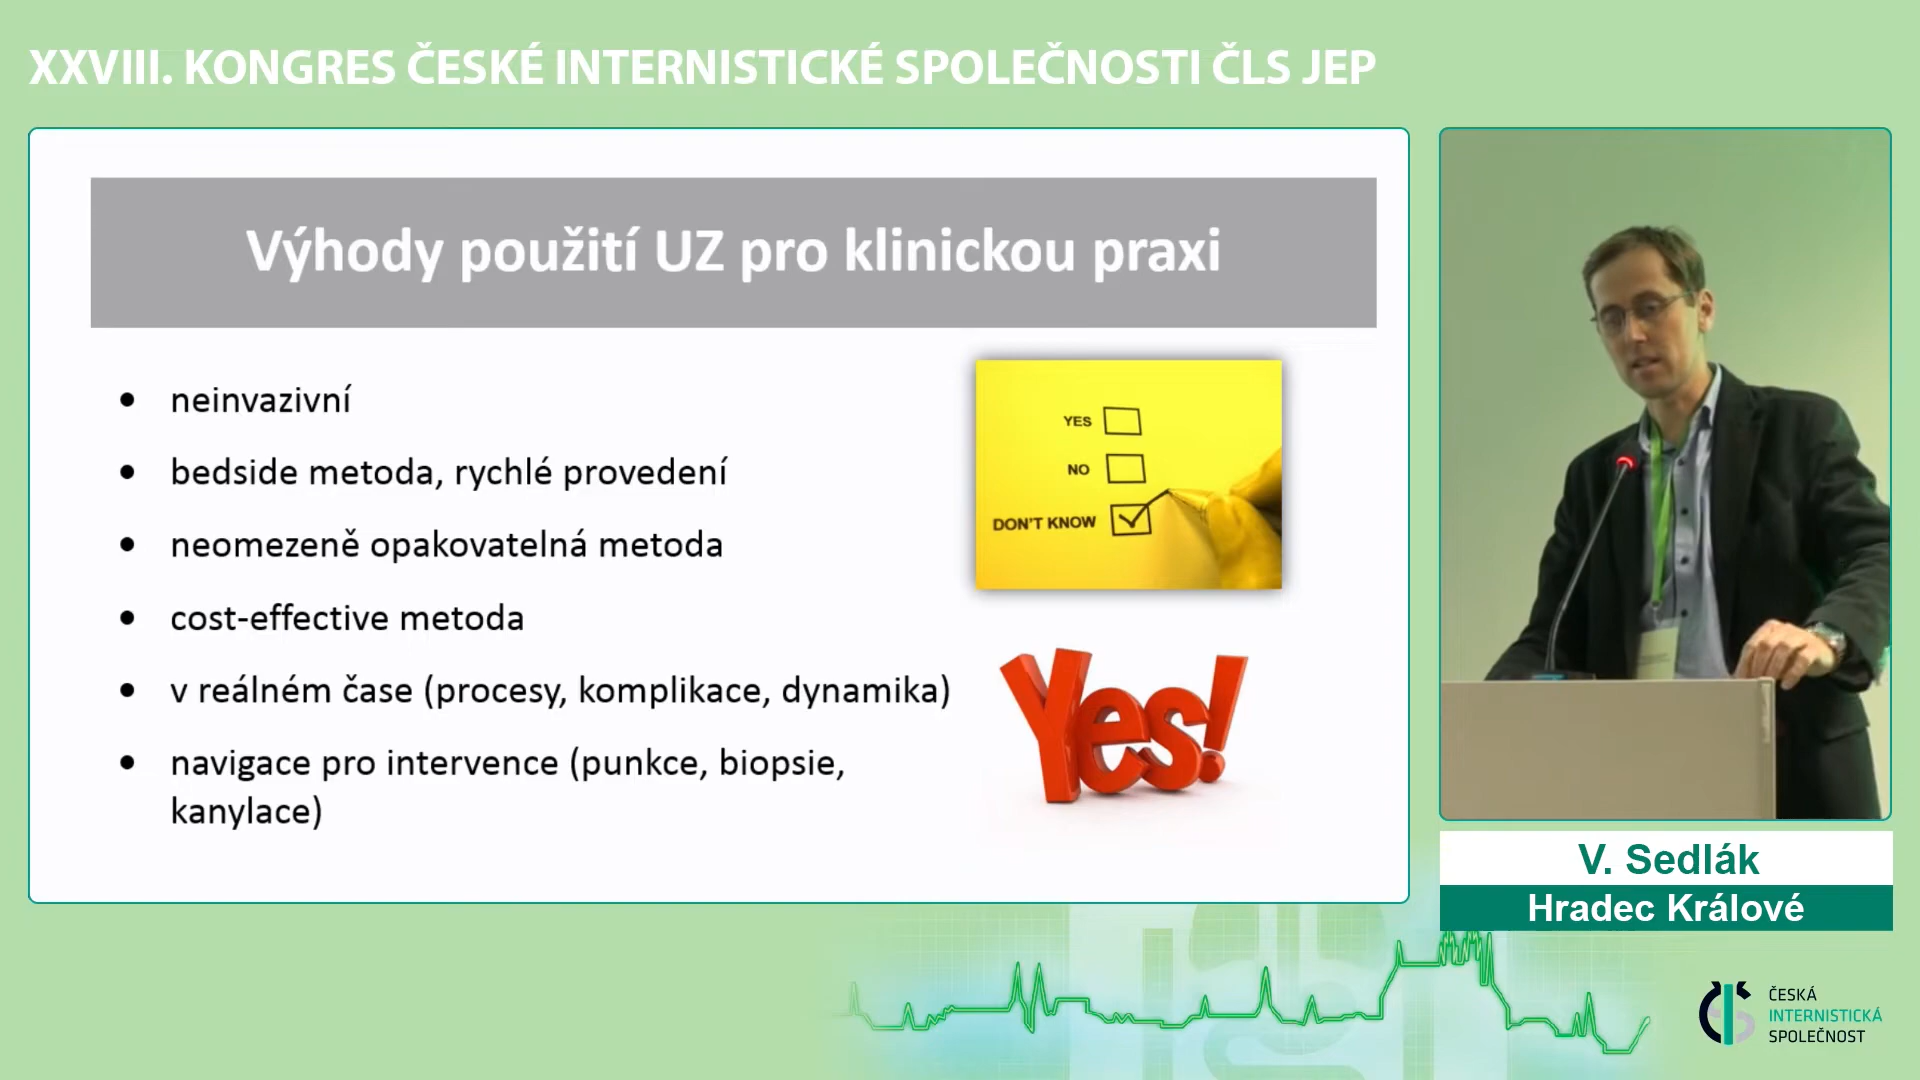 XXVIII. KONGRES ČESKÉ INTERNISTICKÉ SPOLEČNOSTI ČLS JEP
Výhody použití UZ pro klinickou praxi
• neinvazivní
• bedside metoda, rychlé provedení
• neomezeně opakovatelná metoda
• cost-effective metoda
• v reálném čase (procesy, komplikace, dynamika)
• navigace pro intervence (punkce, biopsie,
kanylace)
YES
NO
DON'T KNOW
Yes!
V. Sedlák
Hradec Králové
ČESKÁ
INTERNISTICKÁ
SPOLEČNOST